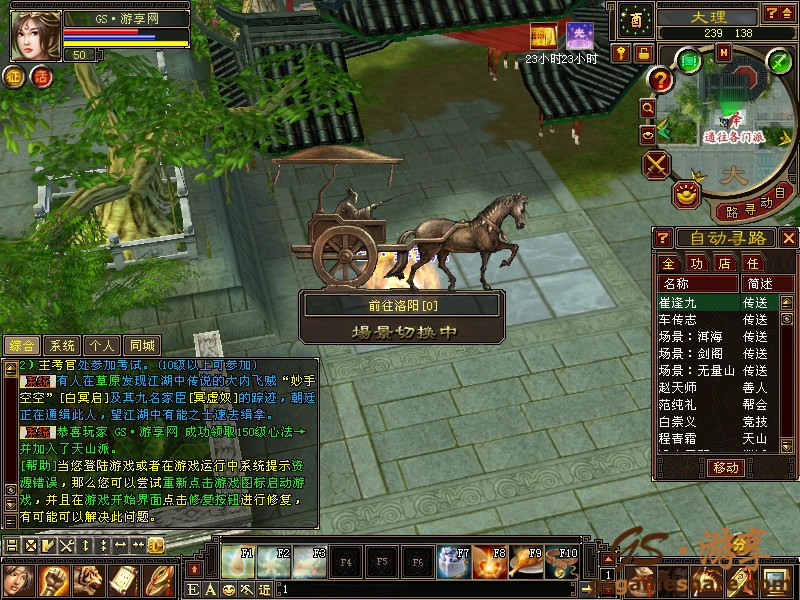 GS·游享网
50
征 活
23小时 23小时
酉
大理
239 138
N
通往各门派
大
自动寻路
自动寻路
全 功 店 任
名称 简述
崔逢九 传送
车传志 传送
场景：洱海 传送
场景：剑阁 传送
场景：无量山 传送
赵天师 善人
范纯礼 帮会
白崇义 竞技
程青霜 天山
移动
前往洛阳[0]
场景切换中
综合 系统 个人 同城
2）王考官处参加考试。(10级以上可参加)
系统 有人在草原发现江湖中传说的大内飞贼“妙手
空空”[白冥启]及其九名家臣[冥虚奴]的踪迹，朝廷
正在通缉此人，望江湖中有能之士速去缉拿。
系统 恭喜玩家 GS·游享网 成功领取150级心法→
并加入了天山派。
[帮助]当您登陆游戏或者在游戏运行中系统提示资
源错误，那么您可以尝试重新点击游戏图标启动游
戏，并且在游戏开始界面点击修复按钮进行修复，
有可能可以解决此问题。
F1 F2 F3 F4 F5 F6 F7 F8 F9 F10
E A 近 1
1
GS·游享